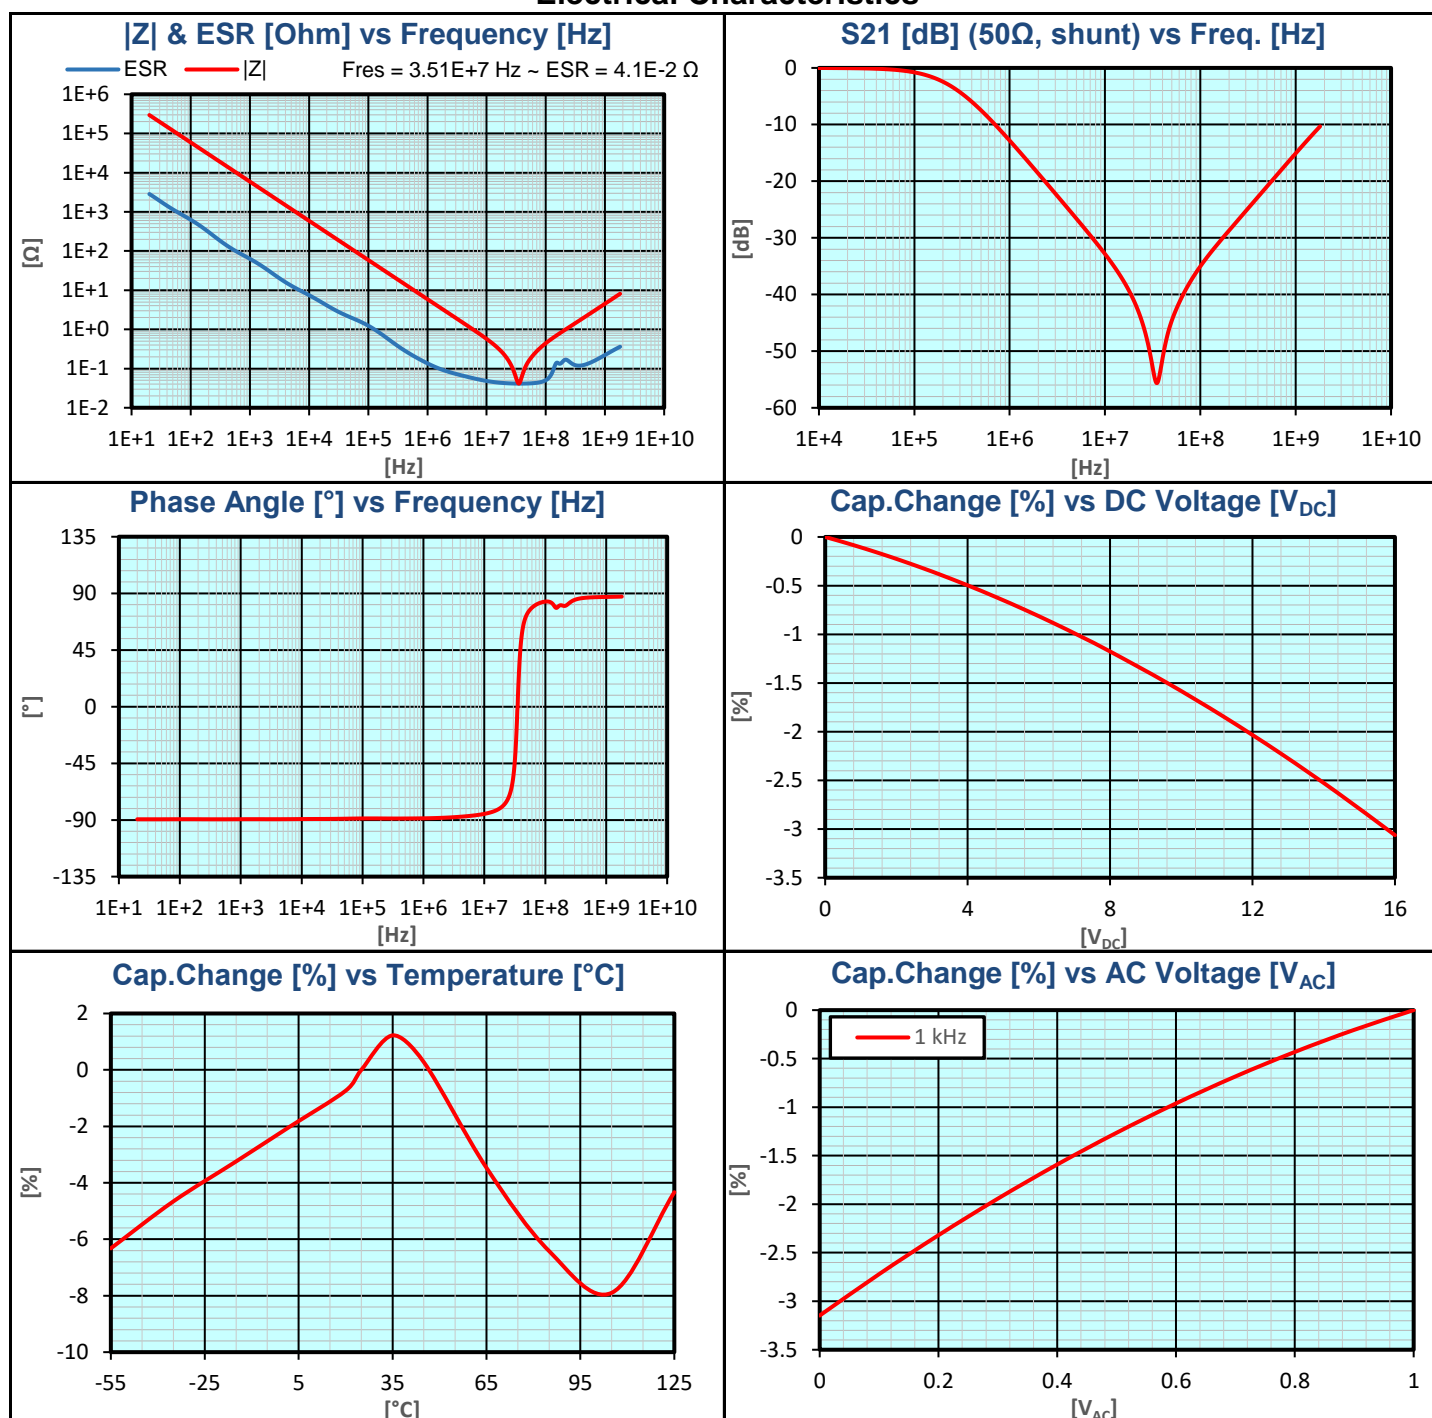 Electrical Characteristics
|Z| & ESR [Ohm] vs Frequency [Hz]
ESR |Z| Fres = 3.51E+7 Hz ~ ESR = 4.1E-2 Ω
1E+6
1E+5
1E+4
1E+3
1E+2
1E+1
1E+0
1E-1
1E-2
[Ω]
1E+1 1E+2 1E+3 1E+4 1E+5 1E+6 1E+7 1E+8 1E+9 1E+10
[Hz]
S21 [dB] (50Ω, shunt) vs Freq. [Hz]
0
-10
-20
-30
-40
-50
-60
[dB]
1E+4 1E+5 1E+6 1E+7 1E+8 1E+9 1E+10
[Hz]
Phase Angle [°] vs Frequency [Hz]
135
90
45
0
-45
-90
-135
[°]
1E+1 1E+2 1E+3 1E+4 1E+5 1E+6 1E+7 1E+8 1E+9 1E+10
[Hz]
Cap.Change [%] vs DC Voltage [VDC]
0
-0.5
-1
-1.5
-2
-2.5
-3
-3.5
[%]
0 4 8 12 16
[VDC]
Cap.Change [%] vs Temperature [°C]
2
0
-2
-4
-6
-8
-10
[%]
-55 -25 5 35 65 95 125
[°C]
Cap.Change [%] vs AC Voltage [VAC]
1 kHz
0
-0.5
-1
-1.5
-2
-2.5
-3
-3.5
[%]
0 0.2 0.4 0.6 0.8 1
[VAC]